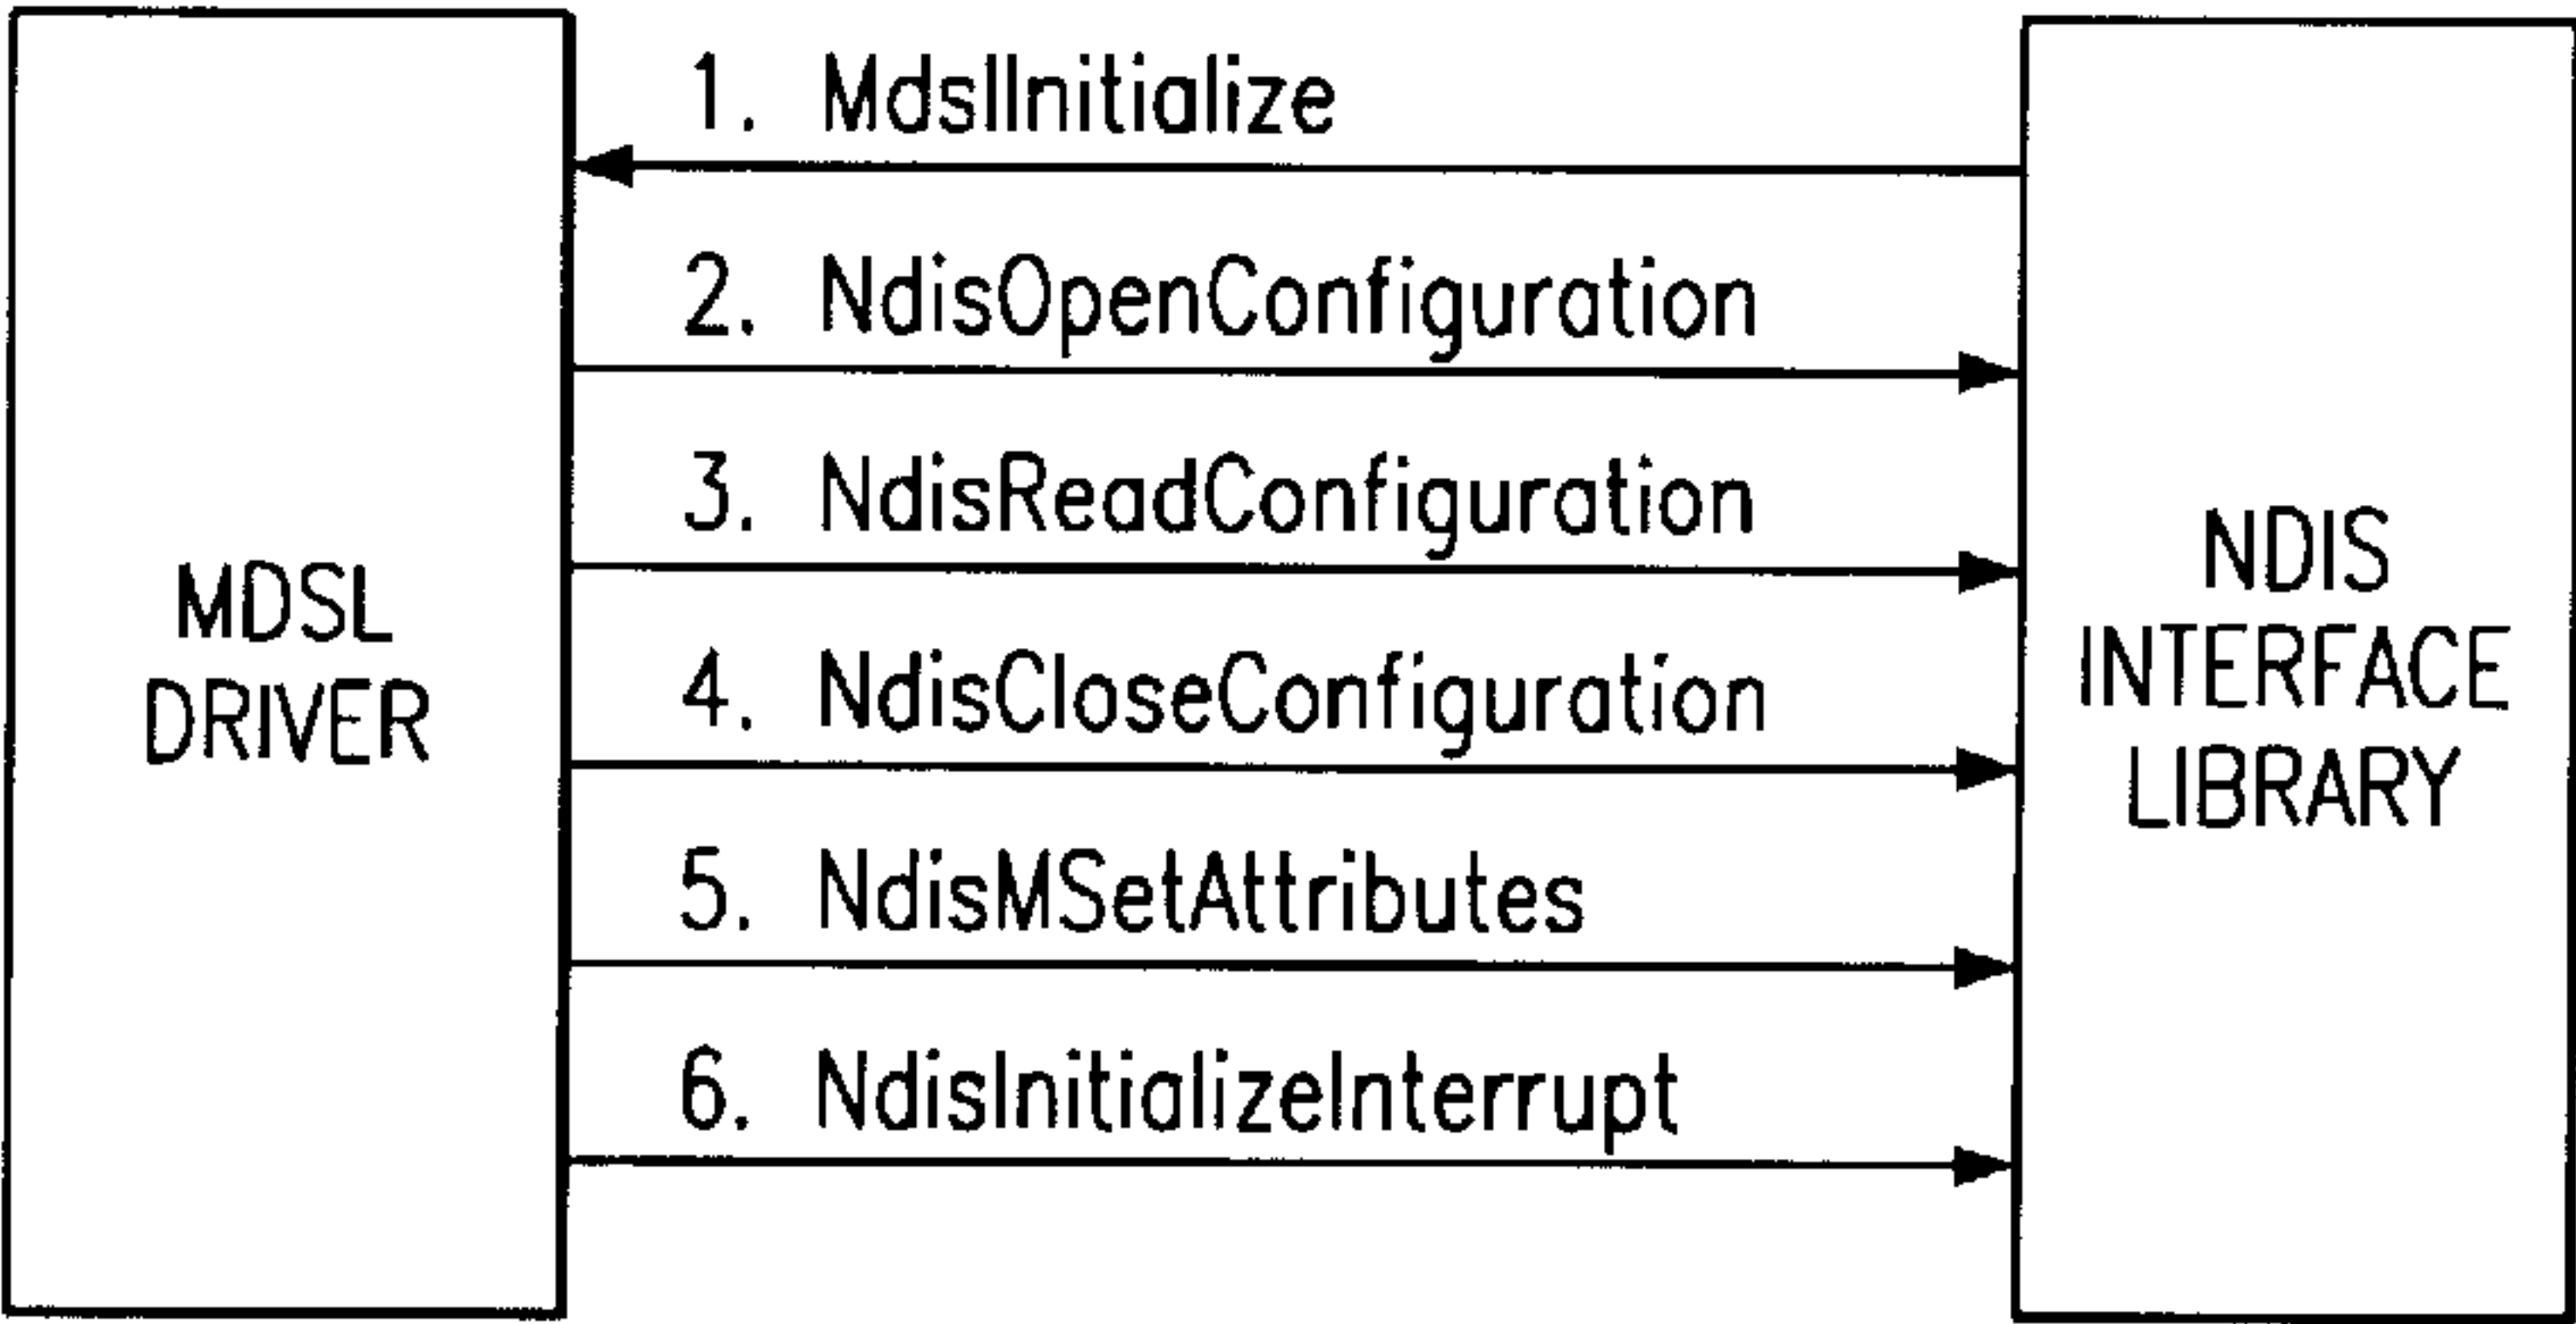 1. MdslInitialize
2. NdisOpenConfiguration
3. NdisReadConfiguration
4. NdisCloseConfiguration
5. NdisMSetAttributes
6. NdisInitializeInterrupt
MDSL
DRIVER
NDIS
INTERFACE
LIBRARY